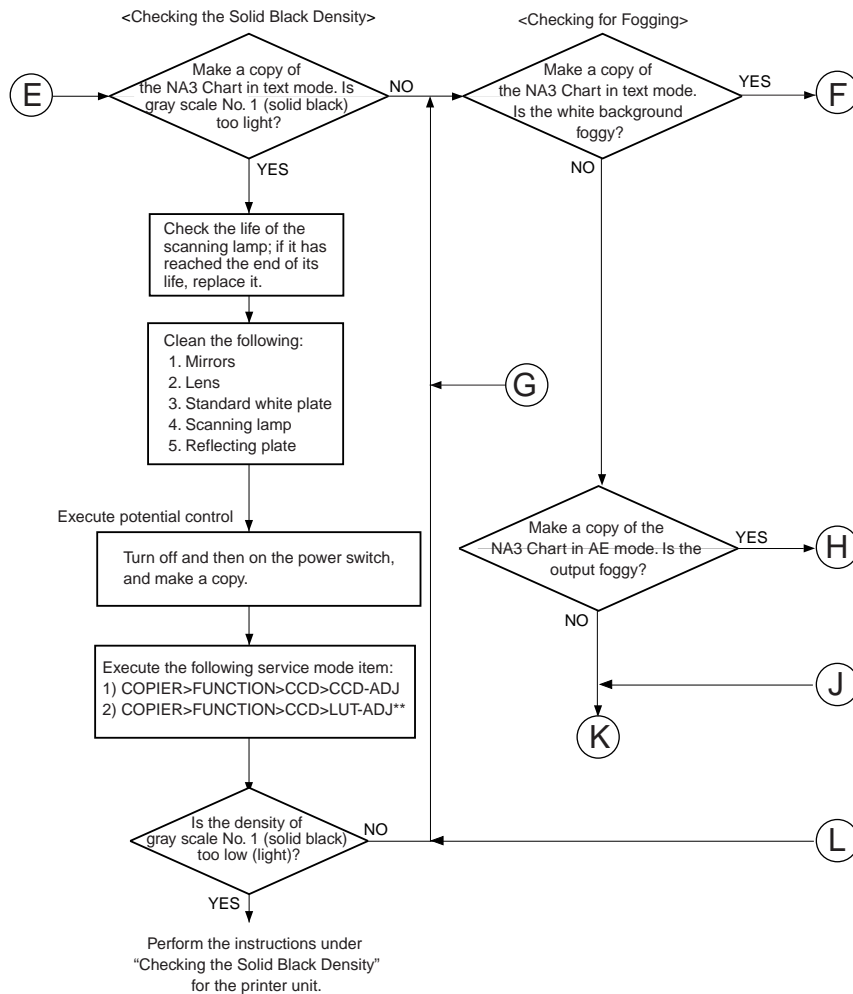 <Checking the Solid Black Density>
E
Make a copy of
the NA3 Chart in text mode. Is
gray scale No. 1 (solid black)
too light?
NO
YES
Check the life of the
scanning lamp; if it has
reached the end of its
life, replace it.
Clean the following:
1. Mirrors
2. Lens
3. Standard white plate
4. Scanning lamp
5. Reflecting plate
Execute potential control
Turn off and then on the power switch,
and make a copy.
Execute the following service mode item:
1) COPIER>FUNCTION>CCD>CCD-ADJ
2) COPIER>FUNCTION>CCD>LUT-ADJ**
Is the density of
gray scale No. 1 (solid black)
too low (light)?
NO
YES
Perform the instructions under
“Checking the Solid Black Density”
for the printer unit.
<Checking for Fogging>
Make a copy of
the NA3 Chart in text mode.
Is the white background
foggy?
YES
F
NO
G
Make a copy of the
NA3 Chart in AE mode. Is the
output foggy?
YES
H
NO
J
K
L